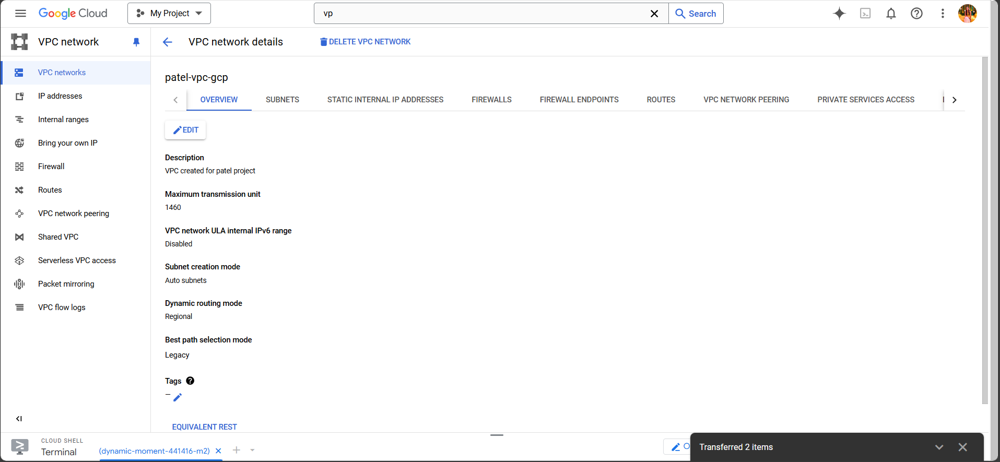 Google Cloud
My Project
vp
Search
VPC network
VPC network details
DELETE VPC NETWORK
VPC networks
IP addresses
Internal ranges
Bring your own IP
Firewall
Routes
VPC network peering
Shared VPC
Serverless VPC access
Packet mirroring
VPC flow logs
patel-vpc-gcp
OVERVIEW
SUBNETS
STATIC INTERNAL IP ADDRESSES
FIREWALLS
FIREWALL ENDPOINTS
ROUTES
VPC NETWORK PEERING
PRIVATE SERVICES ACCESS
EDIT
Description
VPC created for patel project
Maximum transmission unit
1460
VPC network ULA internal IPv6 range
Disabled
Subnet creation mode
Auto subnets
Dynamic routing mode
Regional
Best path selection mode
Legacy
Tags
—
EQUIVALENT REST
CLOUD SHELL
Terminal
(dynamic-moment-441416-m2)
Transferred 2 items